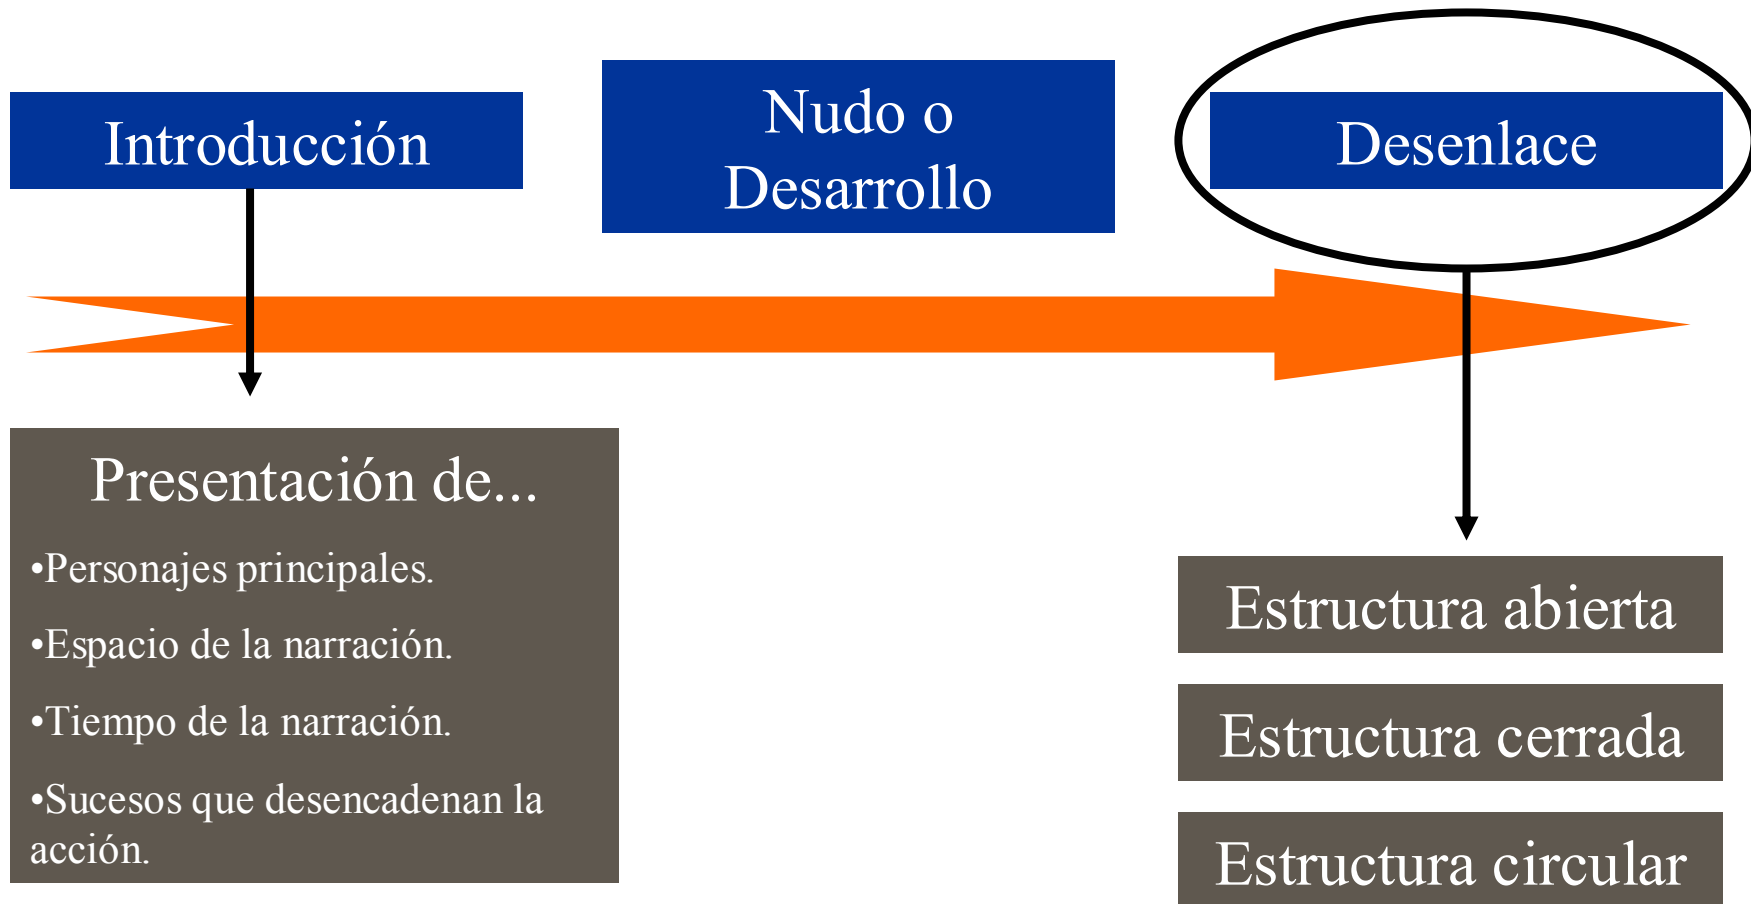 Introducción
Nudo o
Desarrollo
Desenlace
Presentación de...
•Personajes principales.
•Espacio de la narración.
•Tiempo de la narración.
•Sucesos que desencadenan la
acción.
Estructura abierta
Estructura cerrada
Estructura circular